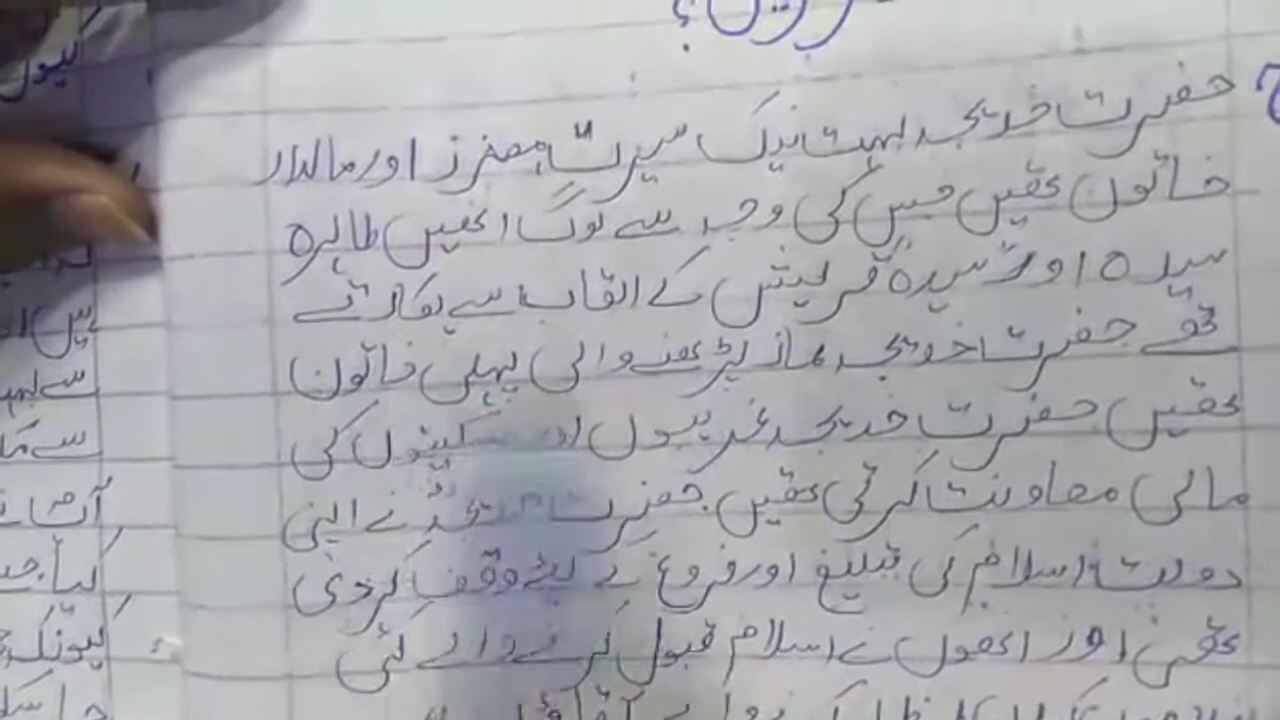 حضرت خدیجہ بہت نیک سیرت، معزز اور مالدار
خاتون تھیں جس کی وجہ سے لوگ انھیں طاہرہ
سیدہ اور سیدہ قریش کے القاب سے پکارتے
تھے حضرت خدیجہ نماز پڑھنے والی پہلی خاتون
تھیں حضرت خدیجہ غریبوں اور مسکینوں کی
مالی معاونت کرتی تھیں حضرت خدیجہؓ نے اپنی
دولت اسلام کی تبلیغ اور فروغ کے لیئے وقف کردی
تھی اور انھوں نے اسلام قبول کرنے والے کئی